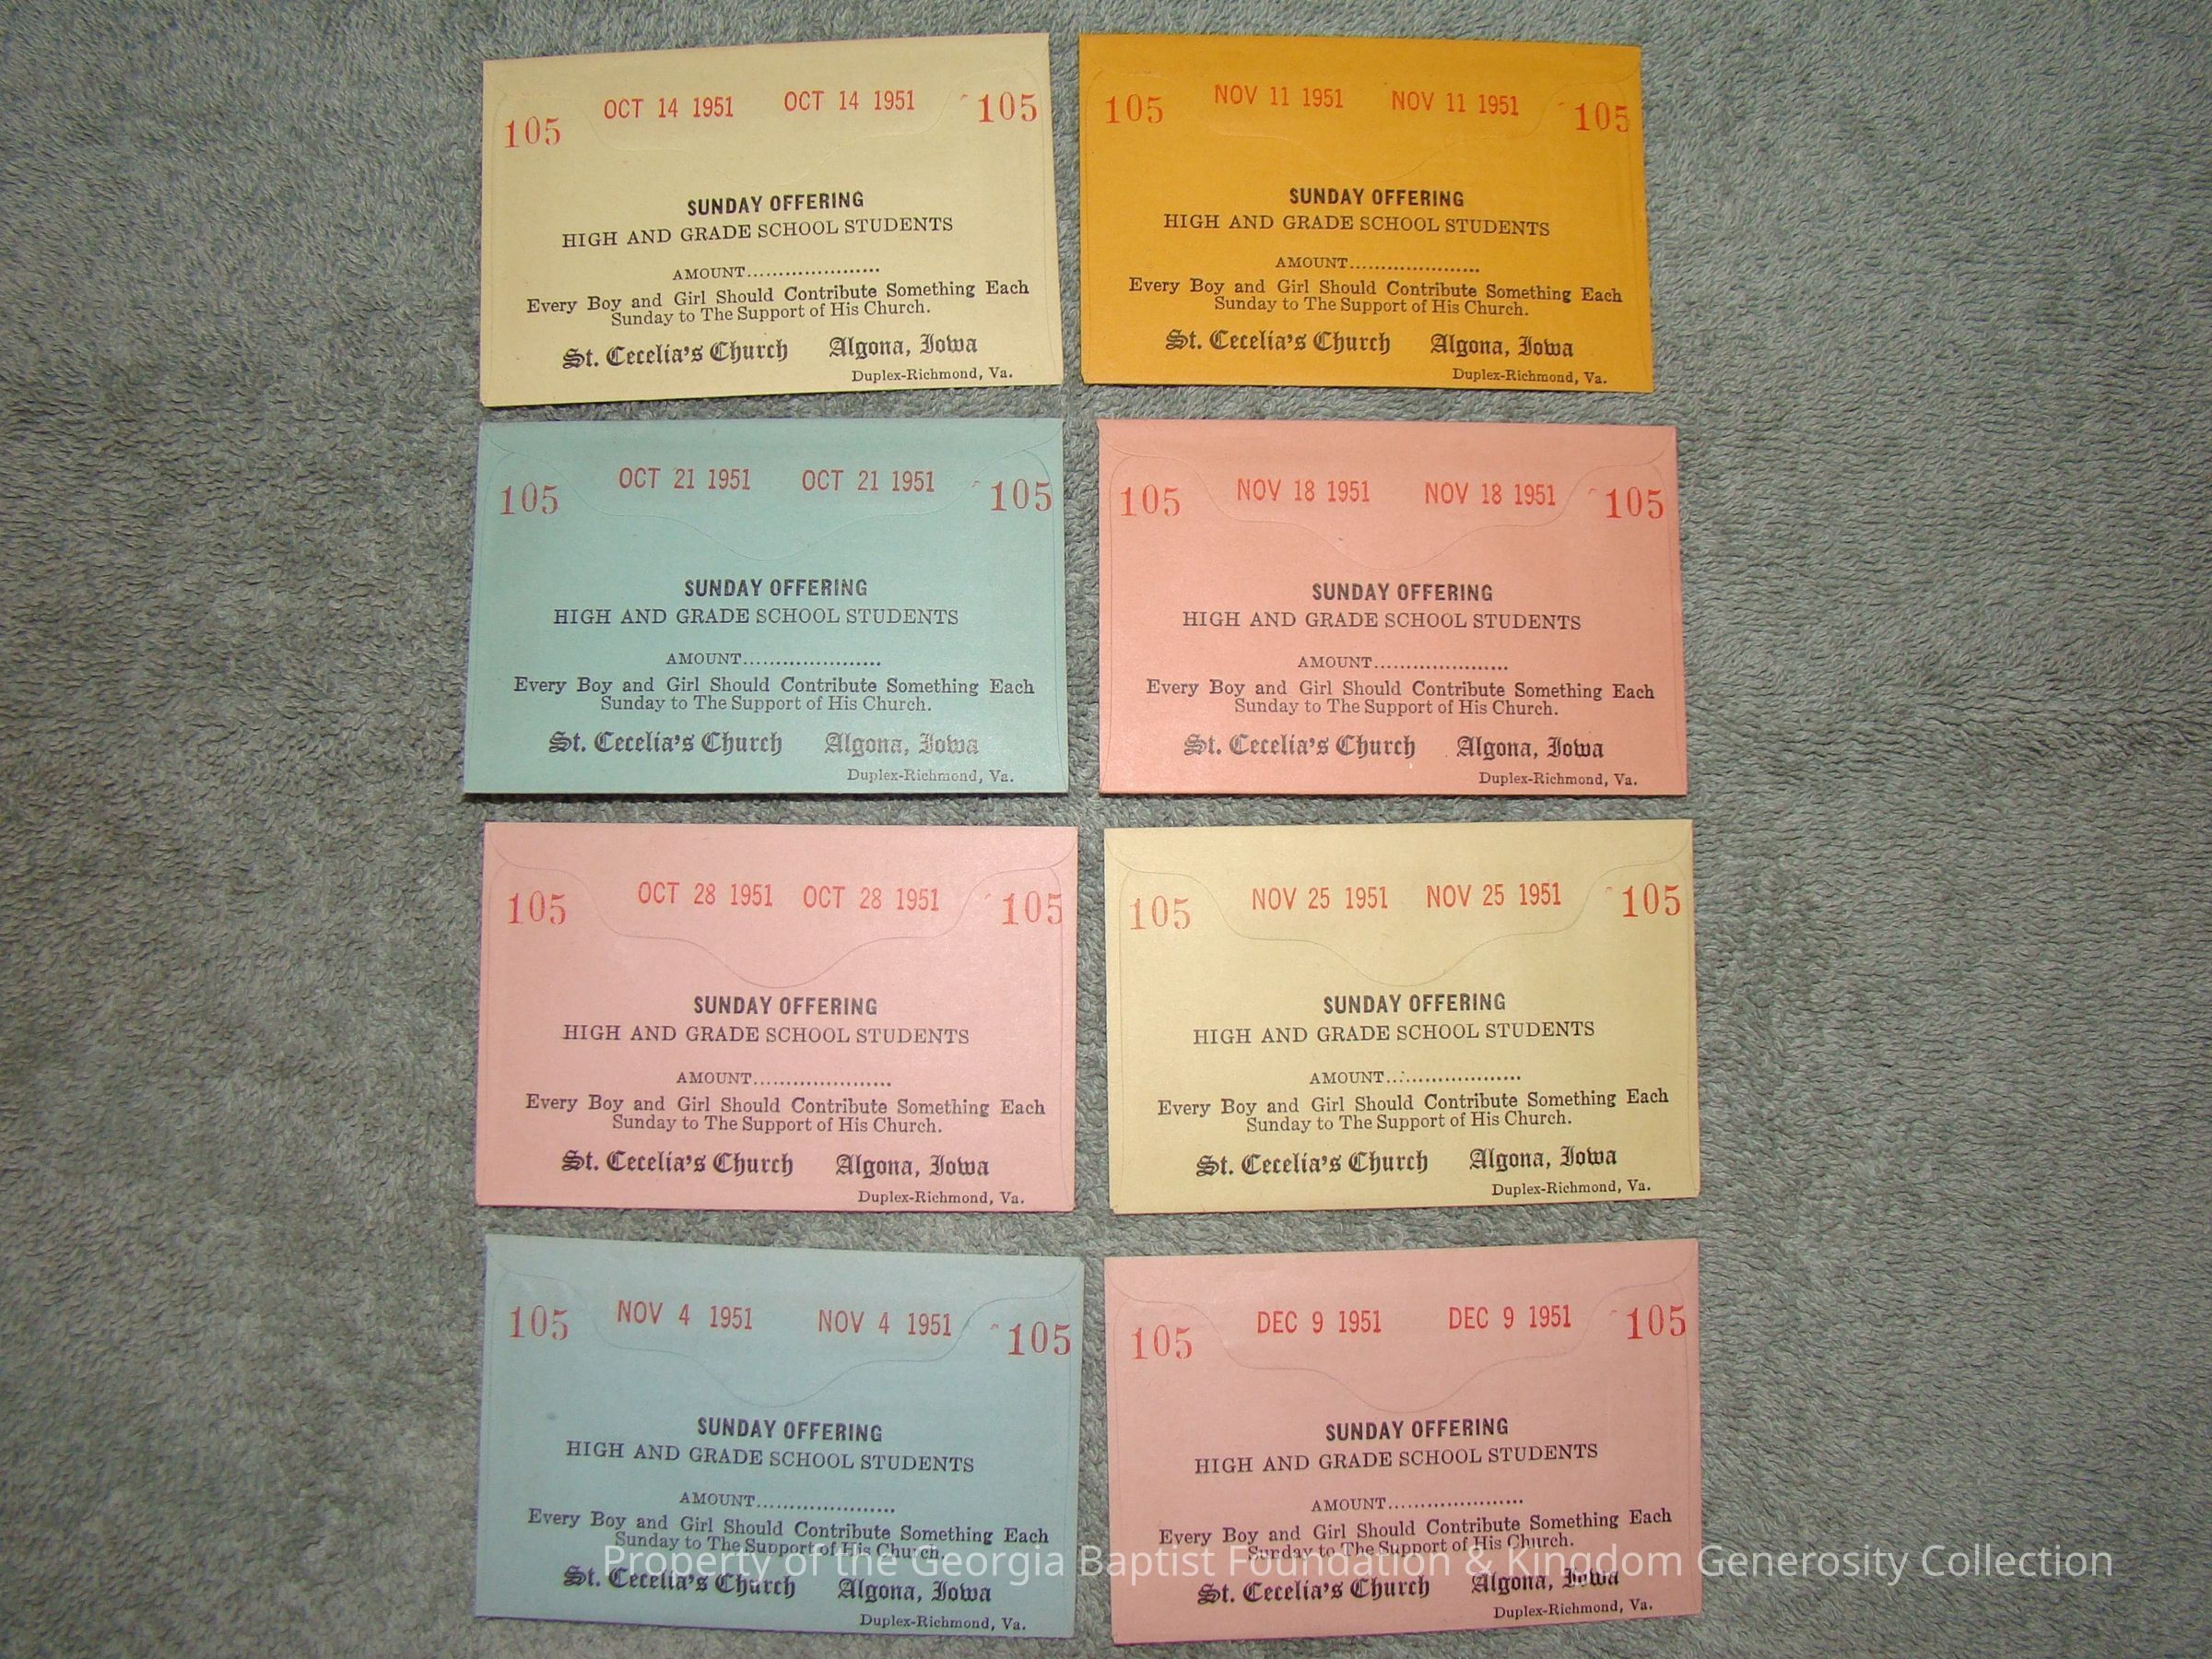 105 OCT 14 1951 OCT 14 1951 105
SUNDAY OFFERING
HIGH AND GRADE SCHOOL STUDENTS
AMOUNT.....................
Every Boy and Girl Should Contribute Something Each
Sunday to The Support of His Church.
St. Cecelia's Church Algona, Iowa
Duplex-Richmond, Va.
105 OCT 21 1951 OCT 21 1951 105
SUNDAY OFFERING
HIGH AND GRADE SCHOOL STUDENTS
AMOUNT.....................
Every Boy and Girl Should Contribute Something Each
Sunday to The Support of His Church.
St. Cecelia's Church Algona, Iowa
Duplex-Richmond, Va.
105 OCT 28 1951 OCT 28 1951 105
SUNDAY OFFERING
HIGH AND GRADE SCHOOL STUDENTS
AMOUNT.....................
Every Boy and Girl Should Contribute Something Each
Sunday to The Support of His Church.
St. Cecelia's Church Algona, Iowa
Duplex-Richmond, Va.
105 NOV 4 1951 NOV 4 1951 105
SUNDAY OFFERING
HIGH AND GRADE SCHOOL STUDENTS
AMOUNT.....................
Every Boy and Girl Should Contribute Something Each
Sunday to The Support of His Church.
St. Cecelia's Church Algona, Iowa
Duplex-Richmond, Va.
105 NOV 11 1951 NOV 11 1951 105
SUNDAY OFFERING
HIGH AND GRADE SCHOOL STUDENTS
AMOUNT.....................
Every Boy and Girl Should Contribute Something Each
Sunday to The Support of His Church.
St. Cecelia's Church Algona, Iowa
Duplex-Richmond, Va.
105 NOV 18 1951 NOV 18 1951 105
SUNDAY OFFERING
HIGH AND GRADE SCHOOL STUDENTS
AMOUNT.....................
Every Boy and Girl Should Contribute Something Each
Sunday to The Support of His Church.
St. Cecelia's Church Algona, Iowa
Duplex-Richmond, Va.
105 NOV 25 1951 NOV 25 1951 105
SUNDAY OFFERING
HIGH AND GRADE SCHOOL STUDENTS
AMOUNT.....................
Every Boy and Girl Should Contribute Something Each
Sunday to The Support of His Church.
St. Cecelia's Church Algona, Iowa
Duplex-Richmond, Va.
105 DEC 9 1951 DEC 9 1951 105
SUNDAY OFFERING
HIGH AND GRADE SCHOOL STUDENTS
AMOUNT.....................
Every Boy and Girl Should Contribute Something Each
Sunday to The Support of His Church.
St. Cecelia's Church Algona, Iowa
Duplex-Richmond, Va.
Property of the Georgia Baptist Foundation & Kingdom Generosity Collection